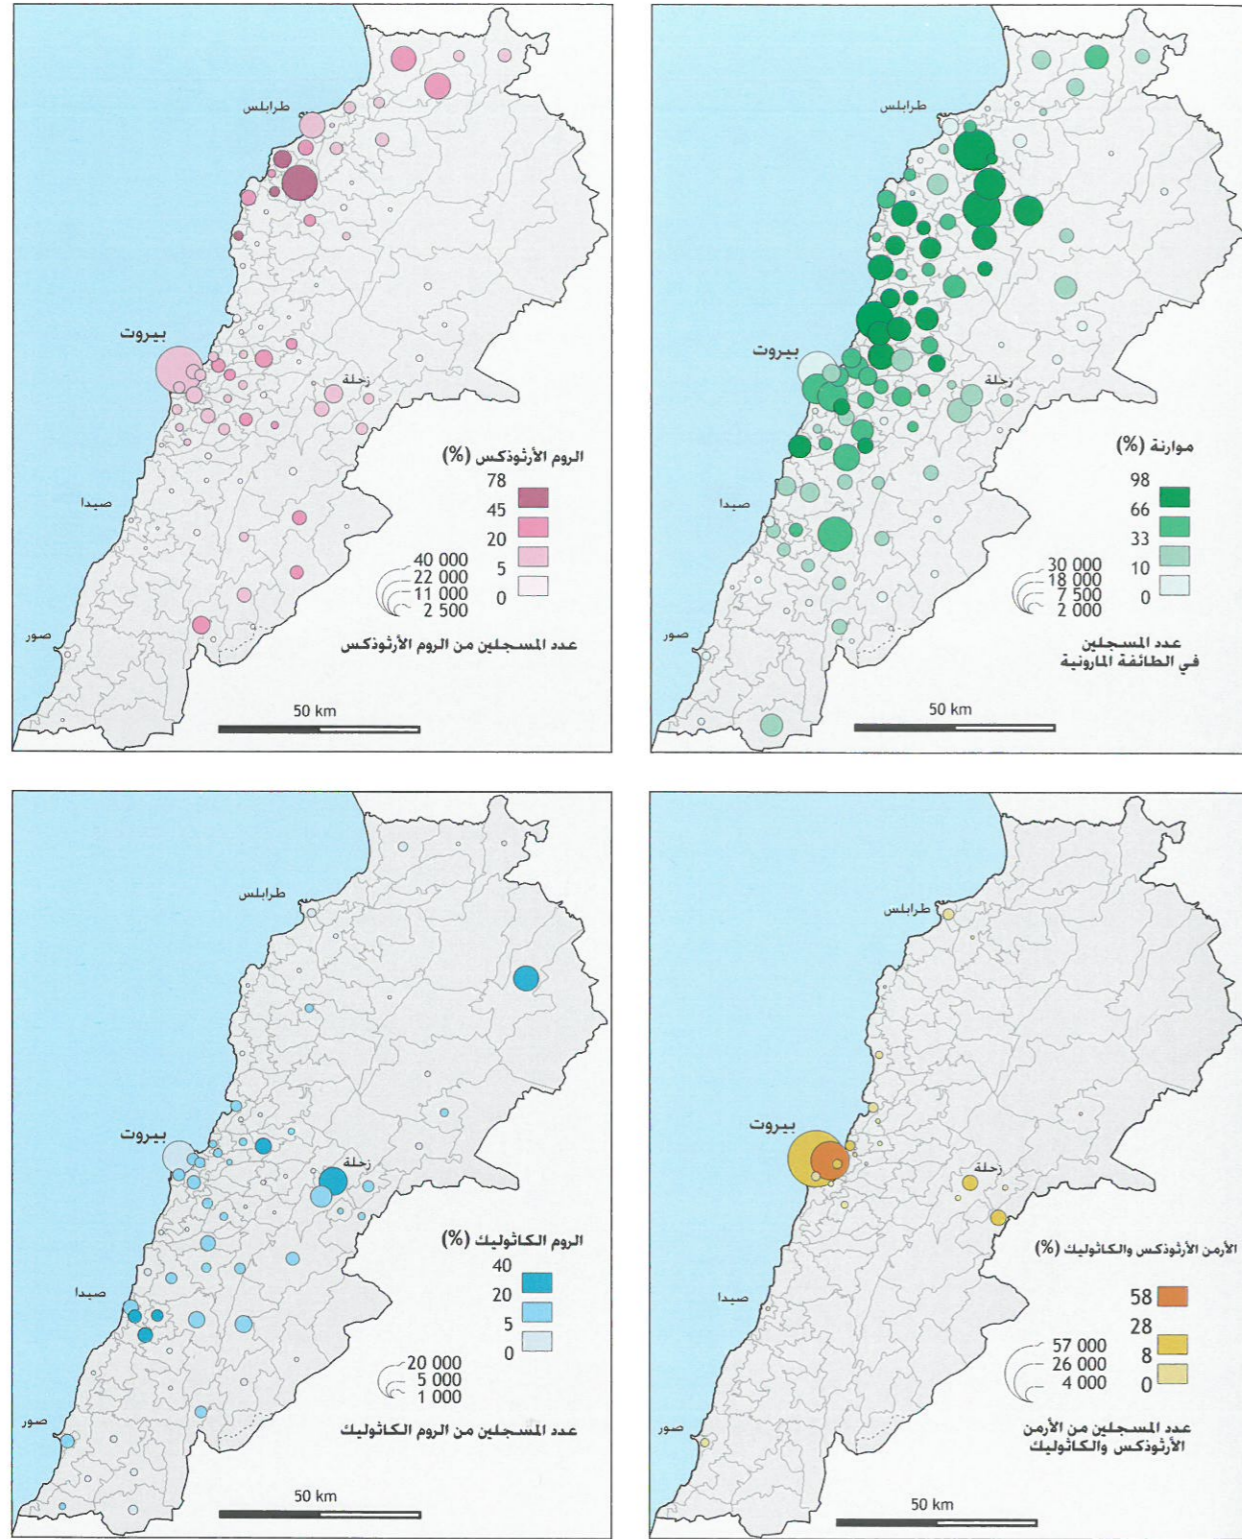 طرابلس
بيروت
زحلة
صيدا
صور
الروم الأرثوذكس (%)
78
45
20
5
0
40 000
22 000
11 000
2 500
عدد المسجلين من الروم الأرثوذكس
50 km
طرابلس
بيروت
زحلة
صيدا
صور
موارنة (%)
98
66
33
10
0
30 000
18 000
7 500
2 000
عدد المسجلين
في الطائفة المارونية
50 km
طرابلس
بيروت
زحلة
صيدا
صور
الروم الكاثوليك (%)
40
20
5
0
20 000
5 000
1 000
عدد المسجلين من الروم الكاثوليك
50 km
طرابلس
بيروت
زحلة
صيدا
صور
الأرمن الأرثوذكس والكاثوليك (%)
58
28
8
0
57 000
26 000
4 000
عدد المسجلين من الأرمن
الأرثوذكس والكاثوليك
50 km